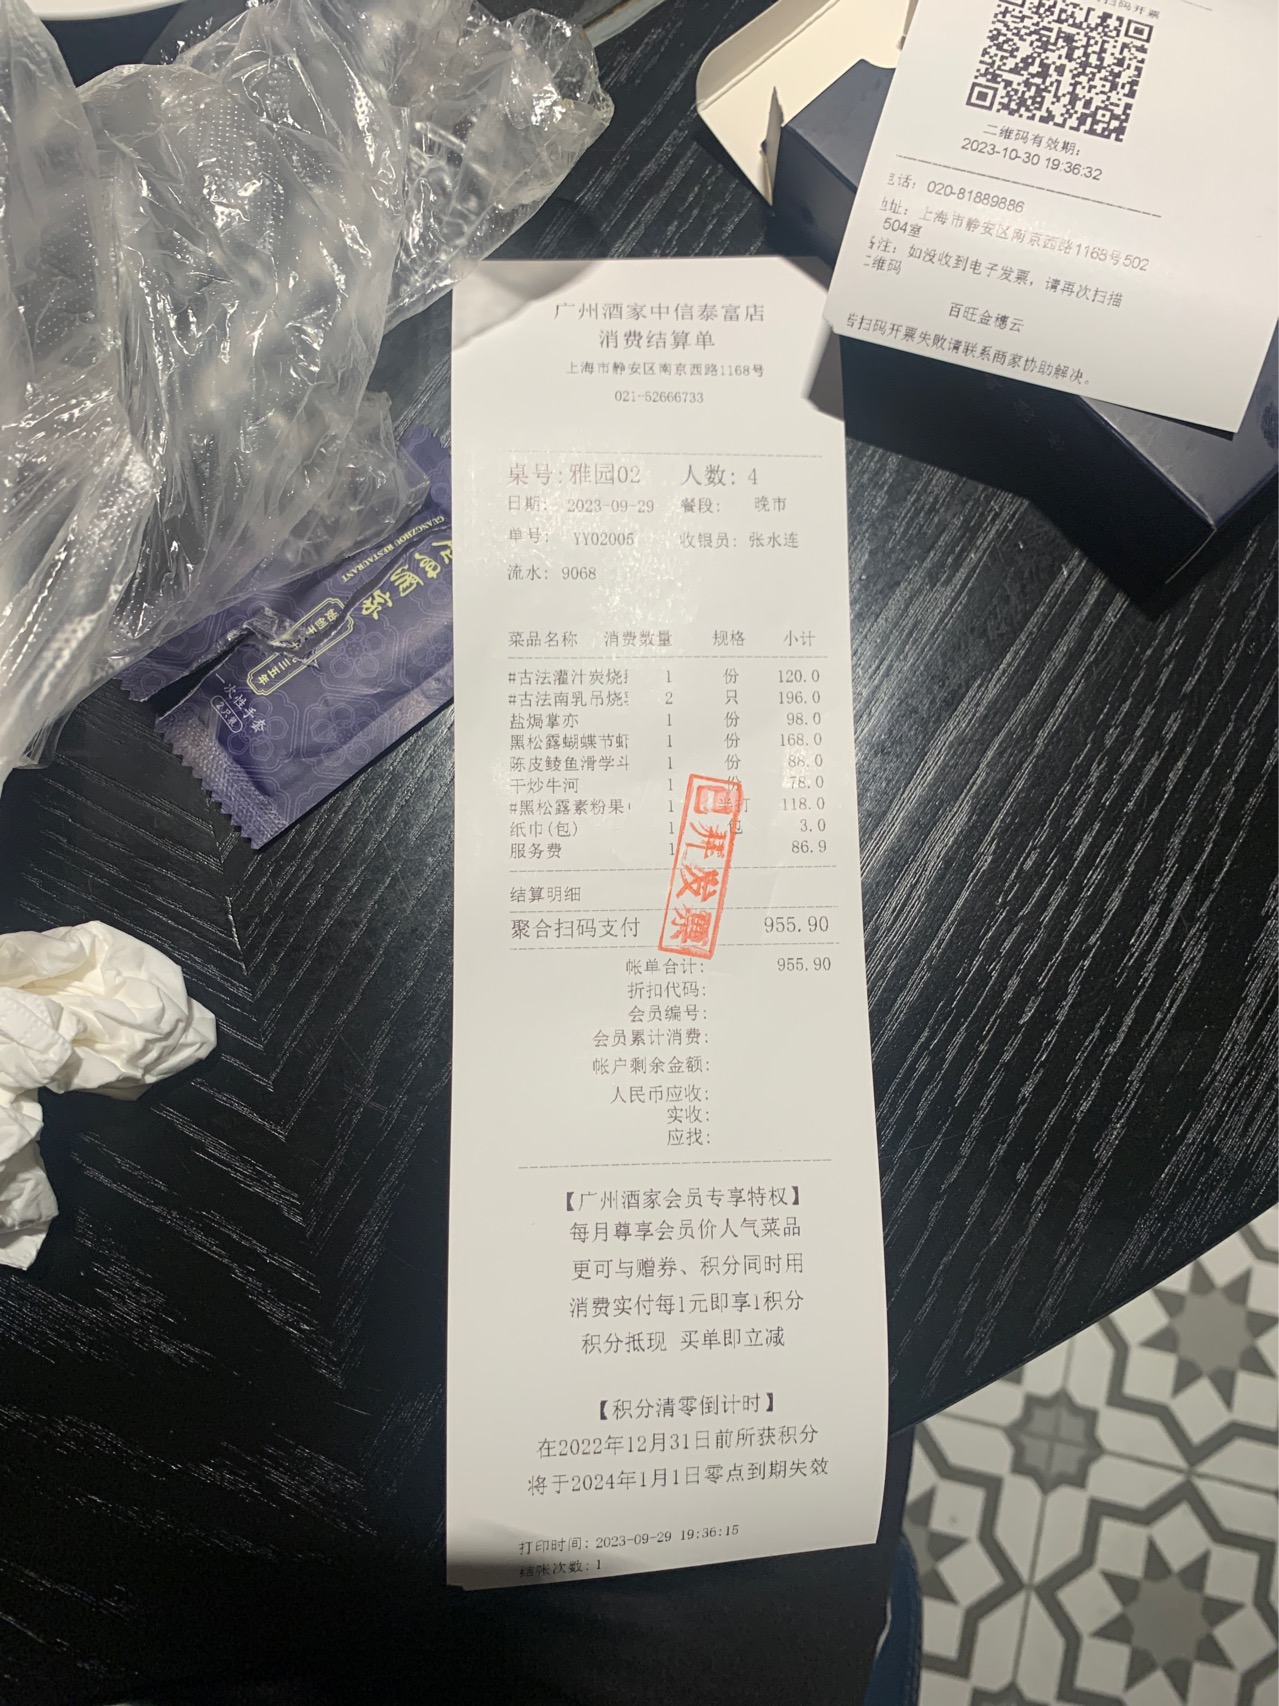 广州酒家中信泰富店
消费结算单
上海市静安区南京西路1168号
021-52666733
桌号:雅园02 人数: 4
日期: 2023-09-29 餐段: 晚市
单号: YY02005 收银员: 张水连
流水: 9068
菜品名称 消费数量 规格 小计
#古法灌汁炭烧 1 份 120.0
#古法南乳吊烧 2 只 196.0
盐焗掌亦 1 份 98.0
黑松露蝴蝶节虾 1 份 168.0
陈皮鲮鱼滑学斗 1 份 88.0
干炒牛河 1 份 78.0
#黑松露素粉果( 1 半打 118.0
纸巾(包) 1 包 3.0
服务费 1 86.9
已开发票
结算明细
聚合扫码支付 955.90
帐单合计: 955.90
折扣代码:
会员编号:
会员累计消费:
帐户剩余金额:
人民币应收:
实收:
应找:
【广州酒家会员专享特权】
每月尊享会员价人气菜品
更可与赠券、积分同时用
消费实付每1元即享1积分
积分抵现 买单即立减
【积分清零倒计时】
在2022年12月31日前所获积分
将于2024年1月1日零点到期失效
打印时间: 2023-09-29 19:36:15
结帐次数: 1
扫码开票
二维码有效期:
2023-10-30 19:36:32
电话: 020-81889886
地址: 上海市静安区南京西路1168号502
504室
备注: 如没收到电子发票，请再次扫描
二维码
百旺金穗云
若扫码开票失败请联系商家协助解决。
酒家
GUANGZHOU RESTAURANT
一次性手套